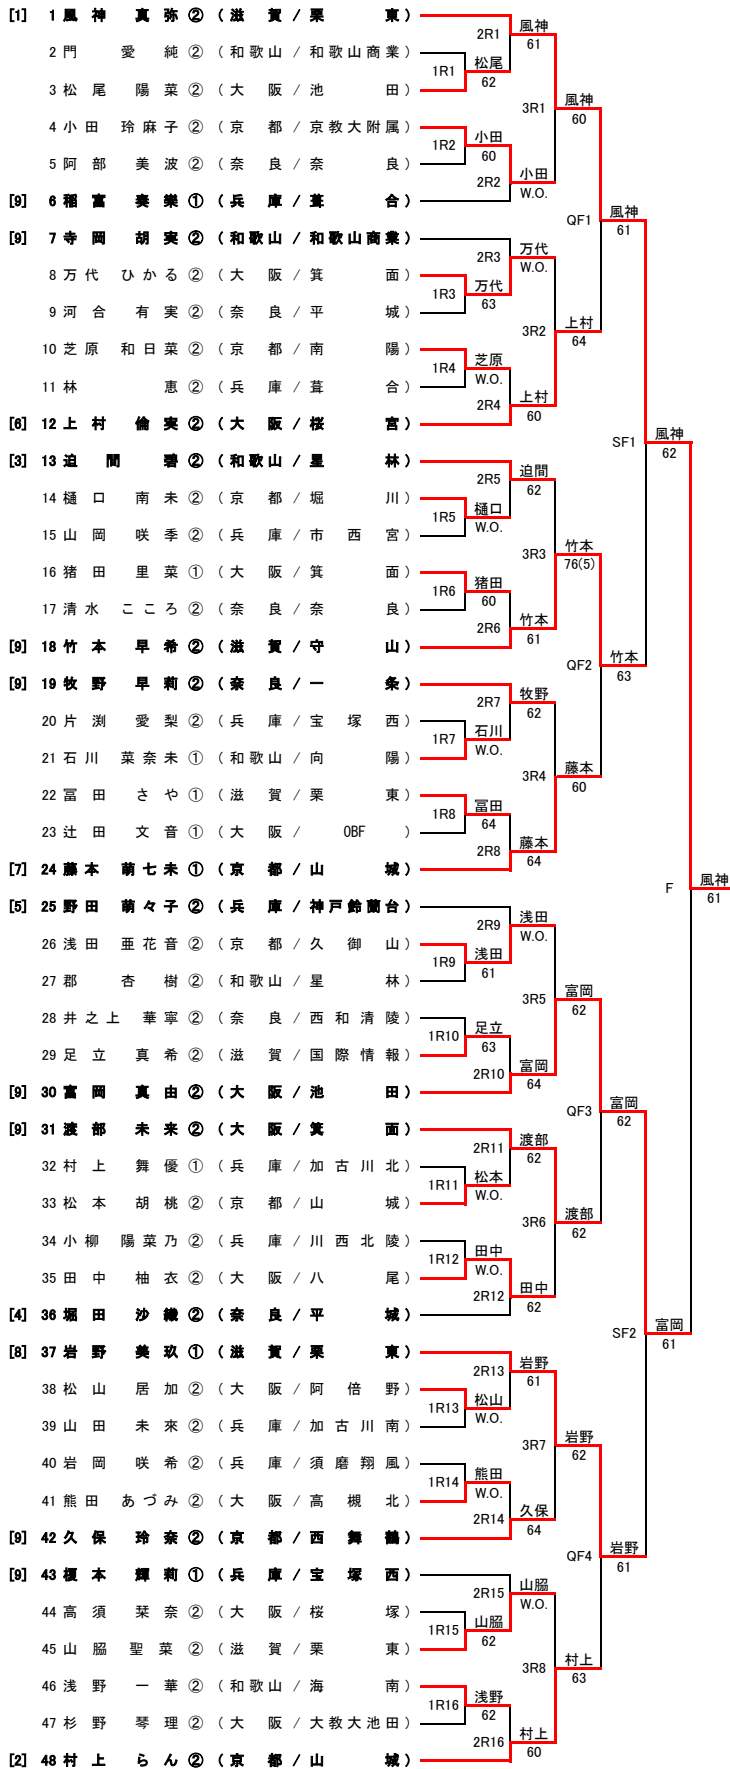 [1] 1 風神 真弥 ② (滋賀/栗東)
2 門 愛純 ② (和歌山/和歌山商業)
3 松尾 陽菜 ② (大阪/池田)
4 小田 玲麻子 ② (京都/京教大附属)
5 阿部 美波 ② (奈良/奈良)
[9] 6 稲富 奏樂 ① (兵庫/葺合)
[9] 7 寺岡 胡実 ② (和歌山/和歌山商業)
8 万代 ひかる ② (大阪/箕面)
9 河合 有実 ② (奈良/平城)
10 芝原 和日菜 ② (京都/南陽)
11 林 恵 ② (兵庫/葺合)
[6] 12 上村 倫実 ② (大阪/桜宮)
[3] 13 迫間 碧 ② (和歌山/星林)
14 樋口 南未 ② (京都/堀川)
15 山岡 咲季 ② (兵庫/市西宮)
16 猪田 里菜 ① (大阪/箕面)
17 清水 こころ ② (奈良/奈良)
[9] 18 竹本 早希 ② (滋賀/守山)
[9] 19 牧野 早莉 ② (奈良/一条)
20 片渕 愛梨 ② (兵庫/宝塚西)
21 石川 菜奈未 ① (和歌山/向陽)
22 冨田 さや ① (滋賀/栗東)
23 辻田 文音 ① (大阪/OBF)
[7] 24 藤本 萌七未 ① (京都/山城)
[5] 25 野田 萌々子 ② (兵庫/神戸鈴蘭台)
26 浅田 亜花音 ② (京都/久御山)
27 郡 杏樹 ② (和歌山/星林)
28 井之上 華寧 ② (奈良/西和清陵)
29 足立 真希 ② (滋賀/国際情報)
[9] 30 富岡 真由 ② (大阪/池田)
[9] 31 渡部 未来 ② (大阪/箕面)
32 村上 舞優 ① (兵庫/加古川北)
33 松本 胡桃 ② (京都/山城)
34 小柳 陽菜乃 ② (兵庫/川西北陵)
35 田中 柚衣 ② (大阪/八尾)
[4] 36 堀田 沙織 ② (奈良/平城)
[8] 37 岩野 美玖 ① (滋賀/栗東)
38 松山 居加 ② (大阪/阿倍野)
39 山田 未來 ② (兵庫/加古川南)
40 岩岡 咲希 ② (兵庫/須磨翔風)
41 熊田 あづみ ② (大阪/高槻北)
[9] 42 久保 玲奈 ② (京都/西舞鶴)
[9] 43 榎本 輝莉 ① (兵庫/宝塚西)
44 高須 栞奈 ② (大阪/桜塚)
45 山脇 聖菜 ② (滋賀/栗東)
46 浅野 一華 ② (和歌山/海南)
47 杉野 琴理 ② (大阪/大教大池田)
[2] 48 村上 らん ② (京都/山城)
1R1 松尾 62
1R2 小田 60
1R3 万代 63
1R4 芝原 W.O.
1R5 樋口 W.O.
1R6 猪田 60
1R7 石川 W.O.
1R8 冨田 64
1R9 浅田 61
1R10 足立 63
1R11 松本 W.O.
1R12 田中 W.O.
1R13 松山 W.O.
1R14 熊田 W.O.
1R15 山脇 62
1R16 浅野 62
2R1 風神 61
2R2 小田 W.O.
2R3 万代 W.O.
2R4 上村 60
2R5 迫間 62
2R6 竹本 61
2R7 牧野 62
2R8 藤本 64
2R9 浅田 W.O.
2R10 富岡 64
2R11 渡部 62
2R12 田中 62
2R13 岩野 61
2R14 久保 64
2R15 山脇 W.O.
2R16 村上 60
3R1 風神 60
3R2 上村 64
3R3 竹本 76(5)
3R4 藤本 60
3R5 富岡 62
3R6 渡部 62
3R7 岩野 62
3R8 村上 63
QF1 風神 61
QF2 竹本 63
QF3 富岡 62
QF4 岩野 61
SF1 風神 62
SF2 富岡 61
F 風神 61